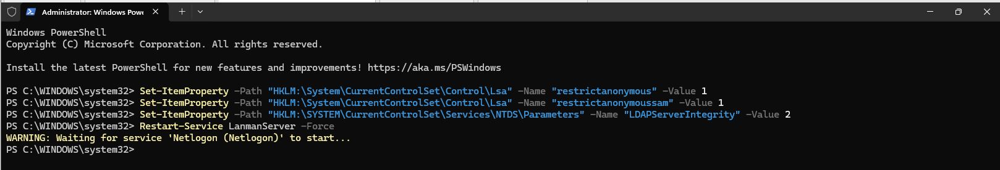 Administrator: Windows Powe
Windows PowerShell
Copyright (C) Microsoft Corporation. All rights reserved.
Install the latest PowerShell for new features and improvements! https://aka.ms/PSWindows
PS C:\WINDOWS\system32> Set-ItemProperty -Path "HKLM:\System\CurrentControlSet\Control\Lsa" -Name "restrictanonymous" -Value 1
PS C:\WINDOWS\system32> Set-ItemProperty -Path "HKLM:\System\CurrentControlSet\Control\Lsa" -Name "restrictanonymoussam" -Value 1
PS C:\WINDOWS\system32> Set-ItemProperty -Path "HKLM:\SYSTEM\CurrentControlSet\Services\NTDS\Parameters" -Name "LDAPServerIntegrity" -Value 2
PS C:\WINDOWS\system32> Restart-Service LanmanServer -Force
WARNING: Waiting for service 'Netlogon (Netlogon)' to start...
PS C:\WINDOWS\system32>